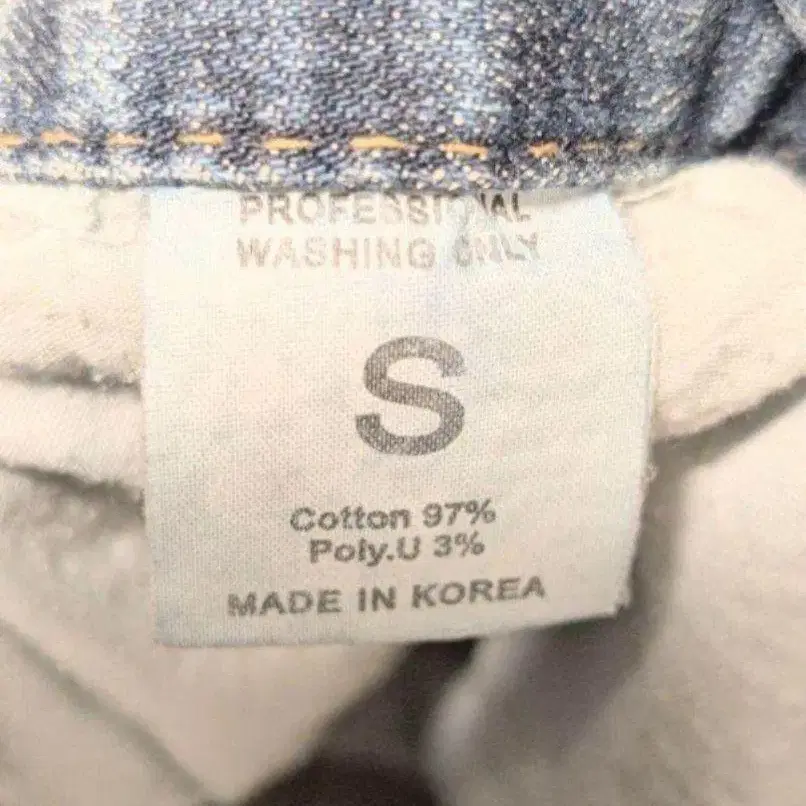 PROFESSIONAL
WASHING ONLY
S
Cotton 97%
Poly.U 3%
MADE IN KOREA